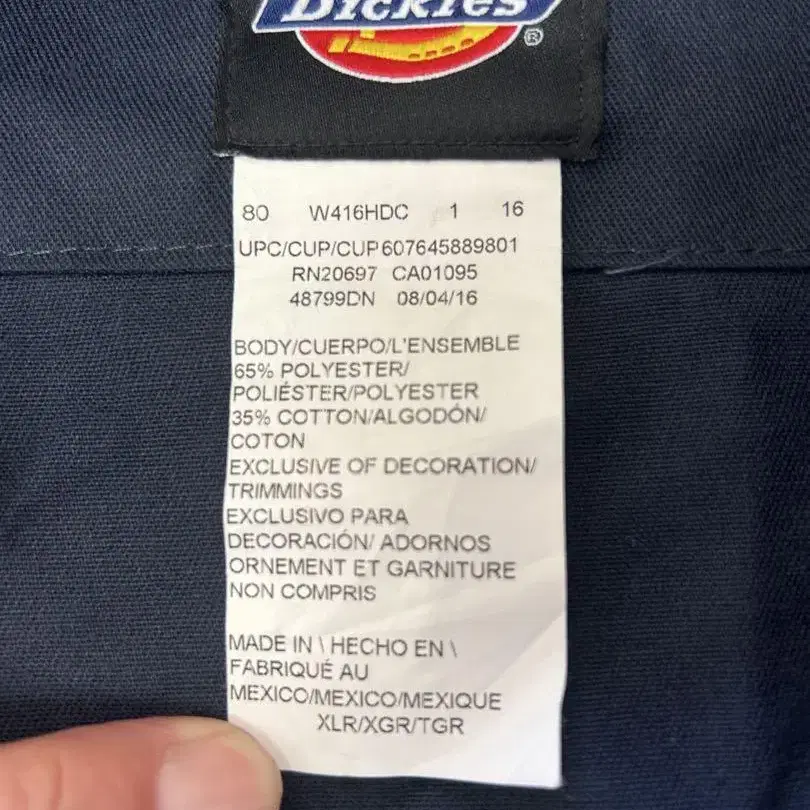 Dickies
®
80 W416HDC 1 16
UPC/CUP/CUP 607645889801
RN20697 CA01095
48799DN 08/04/16
BODY/CUERPO/L'ENSEMBLE
65% POLYESTER/
POLIÉSTER/POLYESTER
35% COTTON/ALGODÓN/
COTON
EXCLUSIVE OF DECORATION/
TRIMMINGS
EXCLUSIVO PARA
DECORACIÓN/ ADORNOS
ORNEMENT ET GARNITURE
NON COMPRIS
MADE IN \ HECHO EN \
FABRIQUÉ AU
MEXICO/MEXICO/MEXIQUE
XLR/XGR/TGR